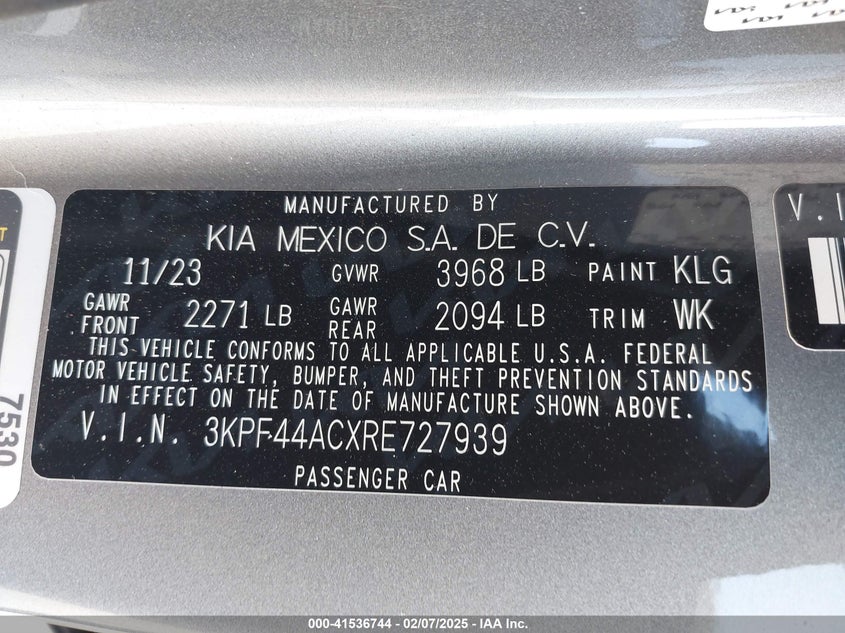 MANUFACTURED BY
KIA MEXICO S.A. DE C.V.
11/23 GVWR 3968 LB PAINT KLG
GAWR FRONT 2271 LB GAWR REAR 2094 LB TRIM WK
THIS VEHICLE CONFORMS TO ALL APPLICABLE U.S.A. FEDERAL
MOTOR VEHICLE SAFETY, BUMPER, AND THEFT PREVENTION STANDARDS
IN EFFECT ON THE DATE OF MANUFACTURE SHOWN ABOVE.
V.I.N. 3KPF44ACXRE727939
PASSENGER CAR
7530
V.I
000-41536744 - 02/07/2025 - IAA Inc.